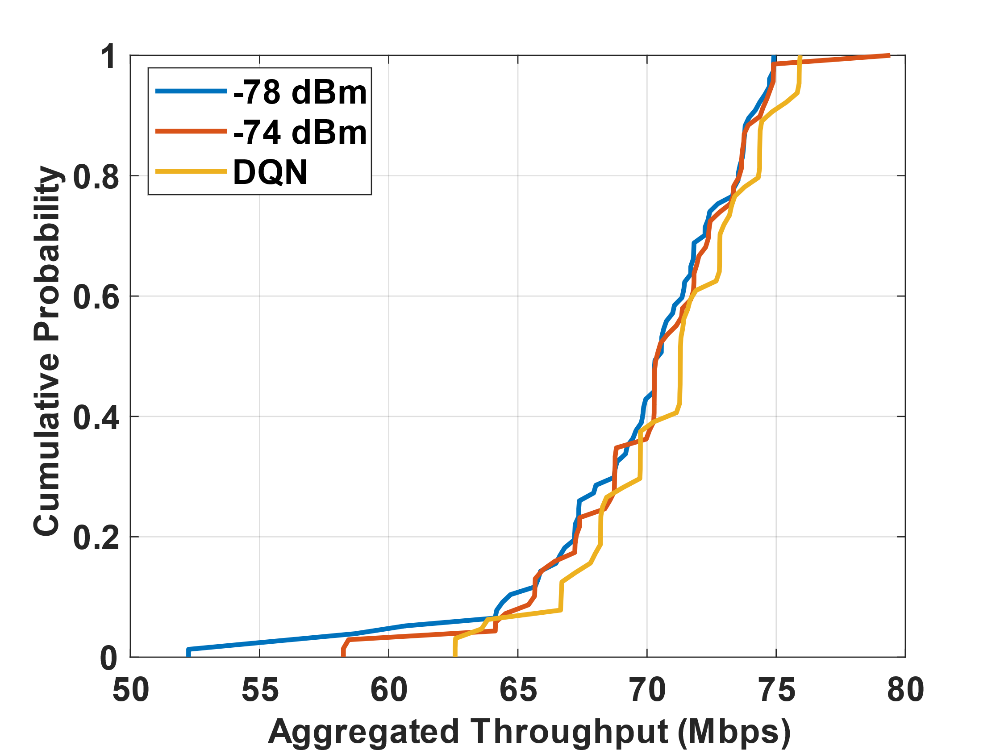 -78 dBm
-74 dBm
DQN
1
0.8
0.6
0.4
0.2
0
50 55 60 65 70 75 80
Cumulative Probability
Aggregated Throughput (Mbps)